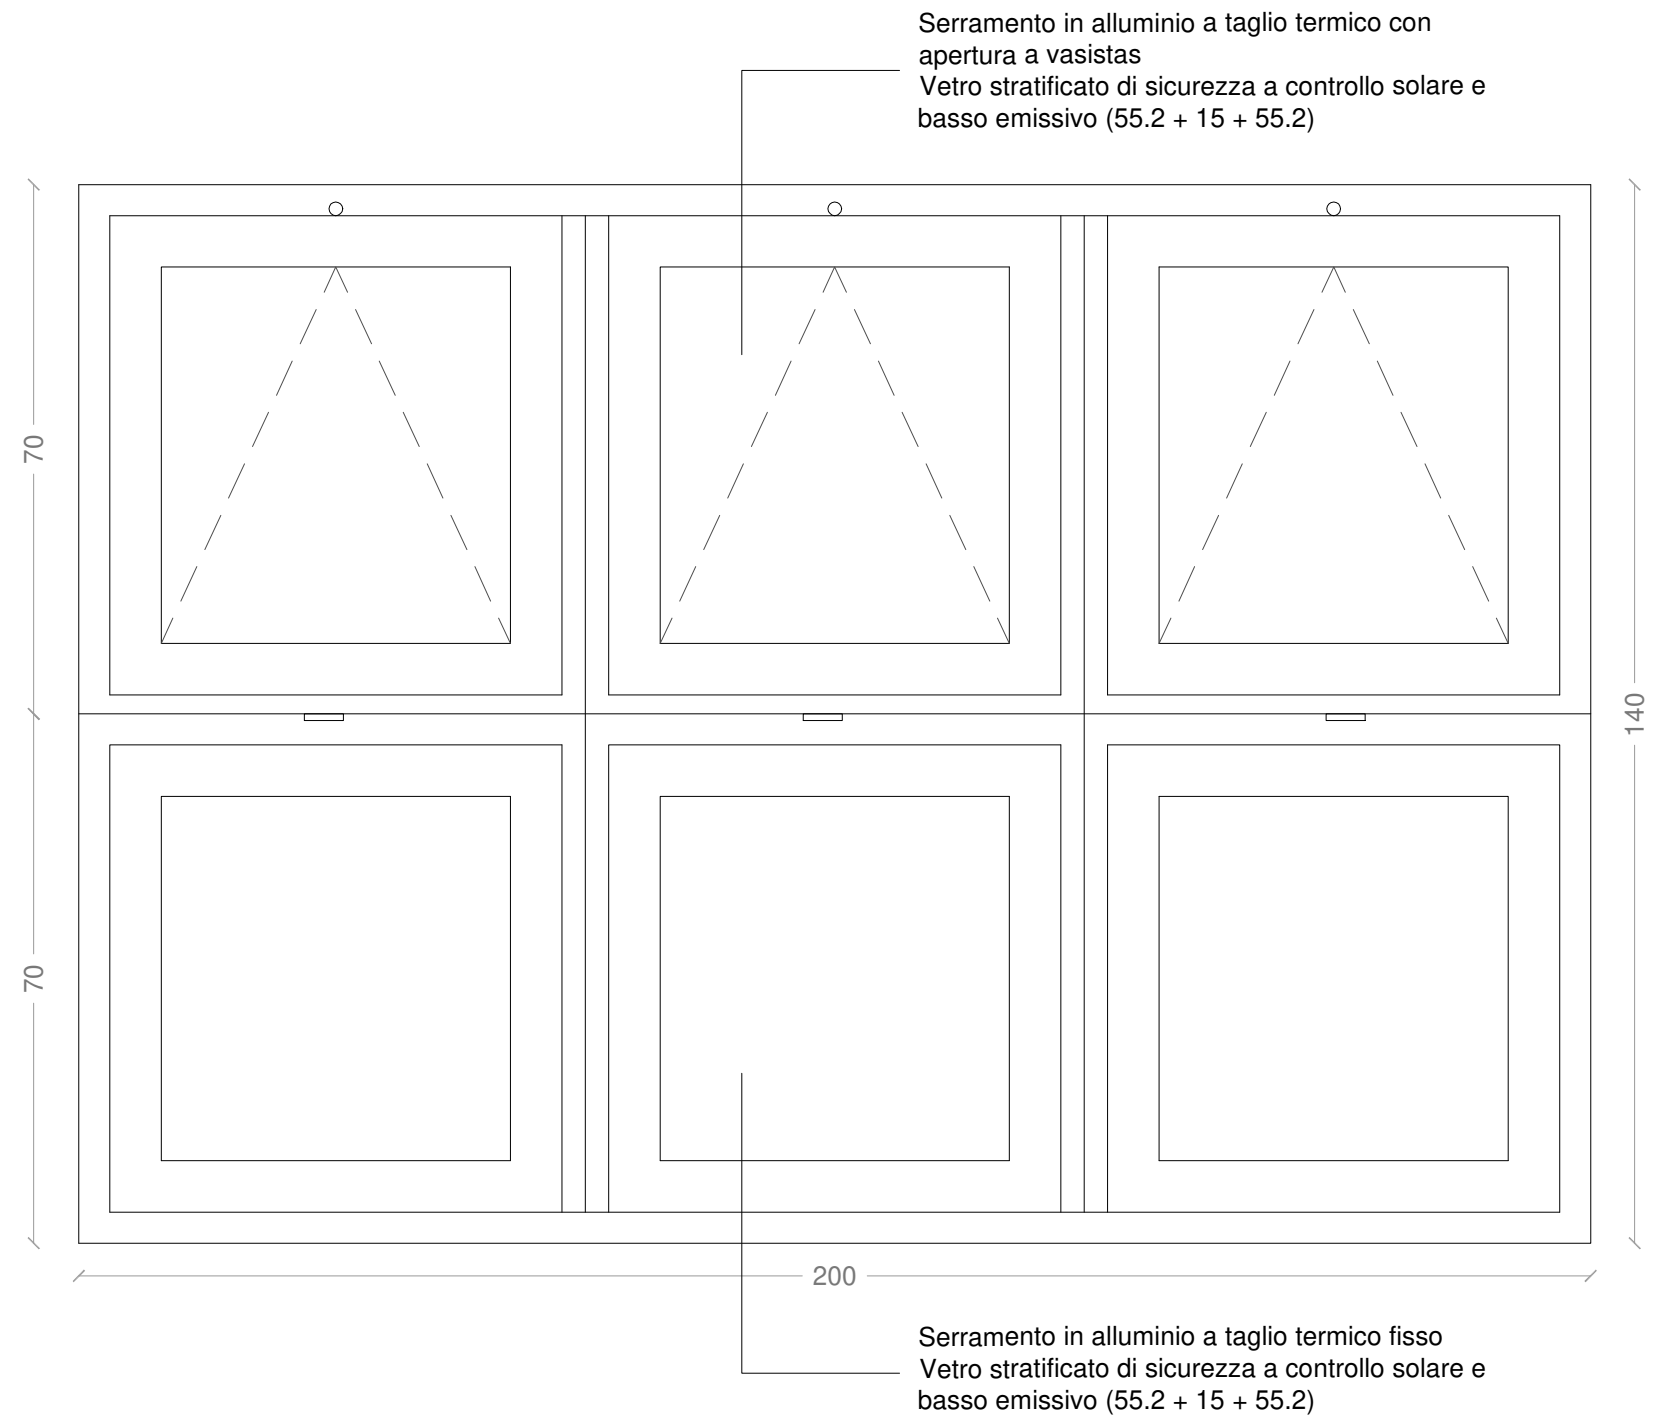 Serramento in alluminio a taglio termico con
apertura a vasistas
Vetro stratificato di sicurezza a controllo solare e
basso emissivo (55.2 + 15 + 55.2)
70
140
70
200
Serramento in alluminio a taglio termico fisso
Vetro stratificato di sicurezza a controllo solare e
basso emissivo (55.2 + 15 + 55.2)